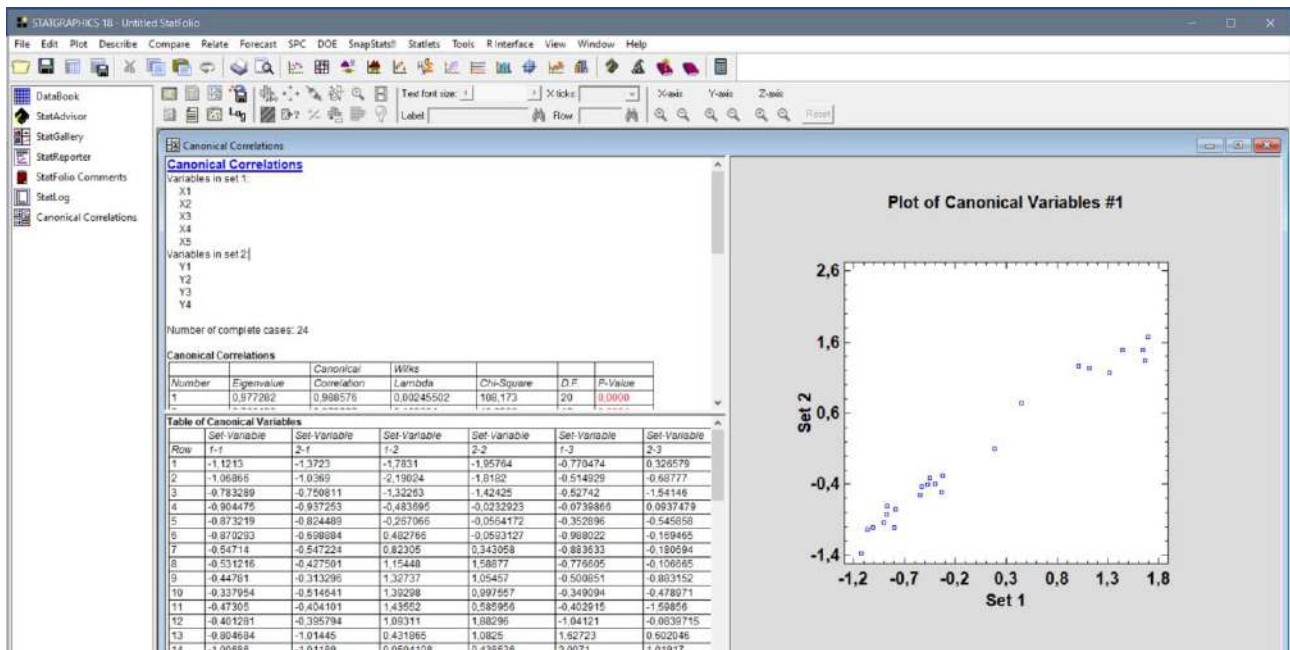 STATGRAPHICS 18 - Untitled StatFolio
File Edit Plot Describe Compare Relate Forecast SPC DOE SnapStats!! Statlets Tools R Interface View Window Help
Text font size: X ticks: X-axis Y-axis Z-axis
Log Label Row Reset
DataBook
StatAdvisor
StatGallery
StatReporter
StatFolio Comments
StatLog
Canonical Correlations
Canonical Correlations
Canonical Correlations
Variables in set 1:
X1
X2
X3
X4
X5
Variables in set 2:
Y1
Y2
Y3
Y4
Number of complete cases: 24
Canonical Correlations
Canonical Wilks
Number Eigenvalue Correlation Lambda Chi-Square D.F. P-Value
1 0,977282 0,988576 0,00245502 108,173 20 0,0000
Table of Canonical Variables
Set-Variable Set-Variable Set-Variable Set-Variable Set-Variable Set-Variable
Row 1-1 2-1 1-2 2-2 1-3 2-3
1 -1,1213 -1,3723 -1,7831 -1,95764 -0,770474 0,326579
2 -1,06866 -1,0369 -2,19024 -1,8182 -0,514929 -0,68777
3 -0,783289 -0,750811 -1,32263 -1,42425 -0,52742 -1,54146
4 -0,904475 -0,937253 -0,483695 -0,0232923 -0,0739866 0,0937479
5 -0,873219 -0,824489 -0,267066 -0,0564172 -0,352896 -0,545858
6 -0,870293 -0,698884 0,482766 -0,0593127 -0,988022 -0,169465
7 -0,54714 -0,547224 0,82305 0,343058 -0,883633 -0,180694
8 -0,531216 -0,427501 1,15448 1,58877 -0,776605 -0,106665
9 -0,44781 -0,313296 1,32737 1,05457 -0,500851 -0,883152
10 -0,337954 -0,514641 1,39298 0,997557 -0,349094 -0,478971
11 -0,47305 -0,404101 1,43552 0,585956 -0,402915 -1,59856
12 -0,401281 -0,395794 1,09311 1,88296 -1,04121 -0,0839715
13 -0,804684 -1,01445 0,431865 1,0825 1,62723 0,602046
Plot of Canonical Variables #1
2,6
1,6
0,6
-0,4
-1,4
Set 2
-1,2 -0,7 -0,2 0,3 0,8 1,3 1,8
Set 1